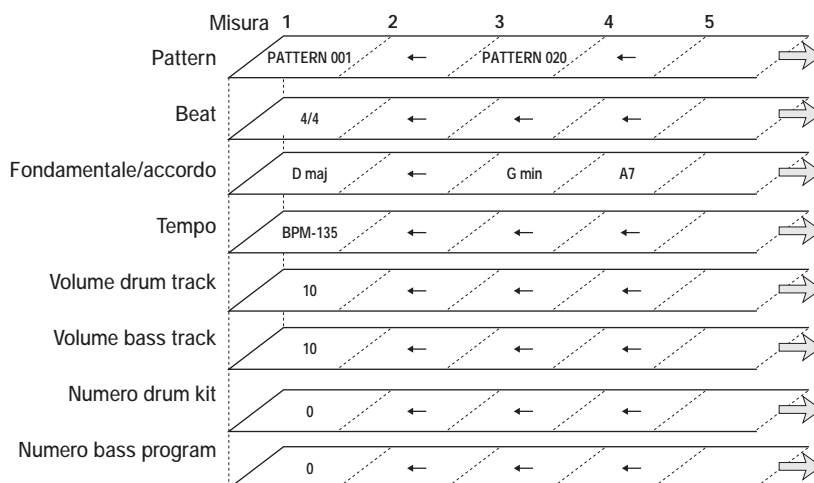 Misura 1 2 3 4 5
Pattern PATTERN 001 ← PATTERN 020 ←
Beat 4/4 ← ← ←
Fondamentale/accordo D maj ← G min A7
Tempo BPM-135 ← ← ←
Volume drum track 10 ← ← ←
Volume bass track 10 ← ← ←
Numero drum kit 0 ← ← ←
Numero bass program 0 ← ← ←